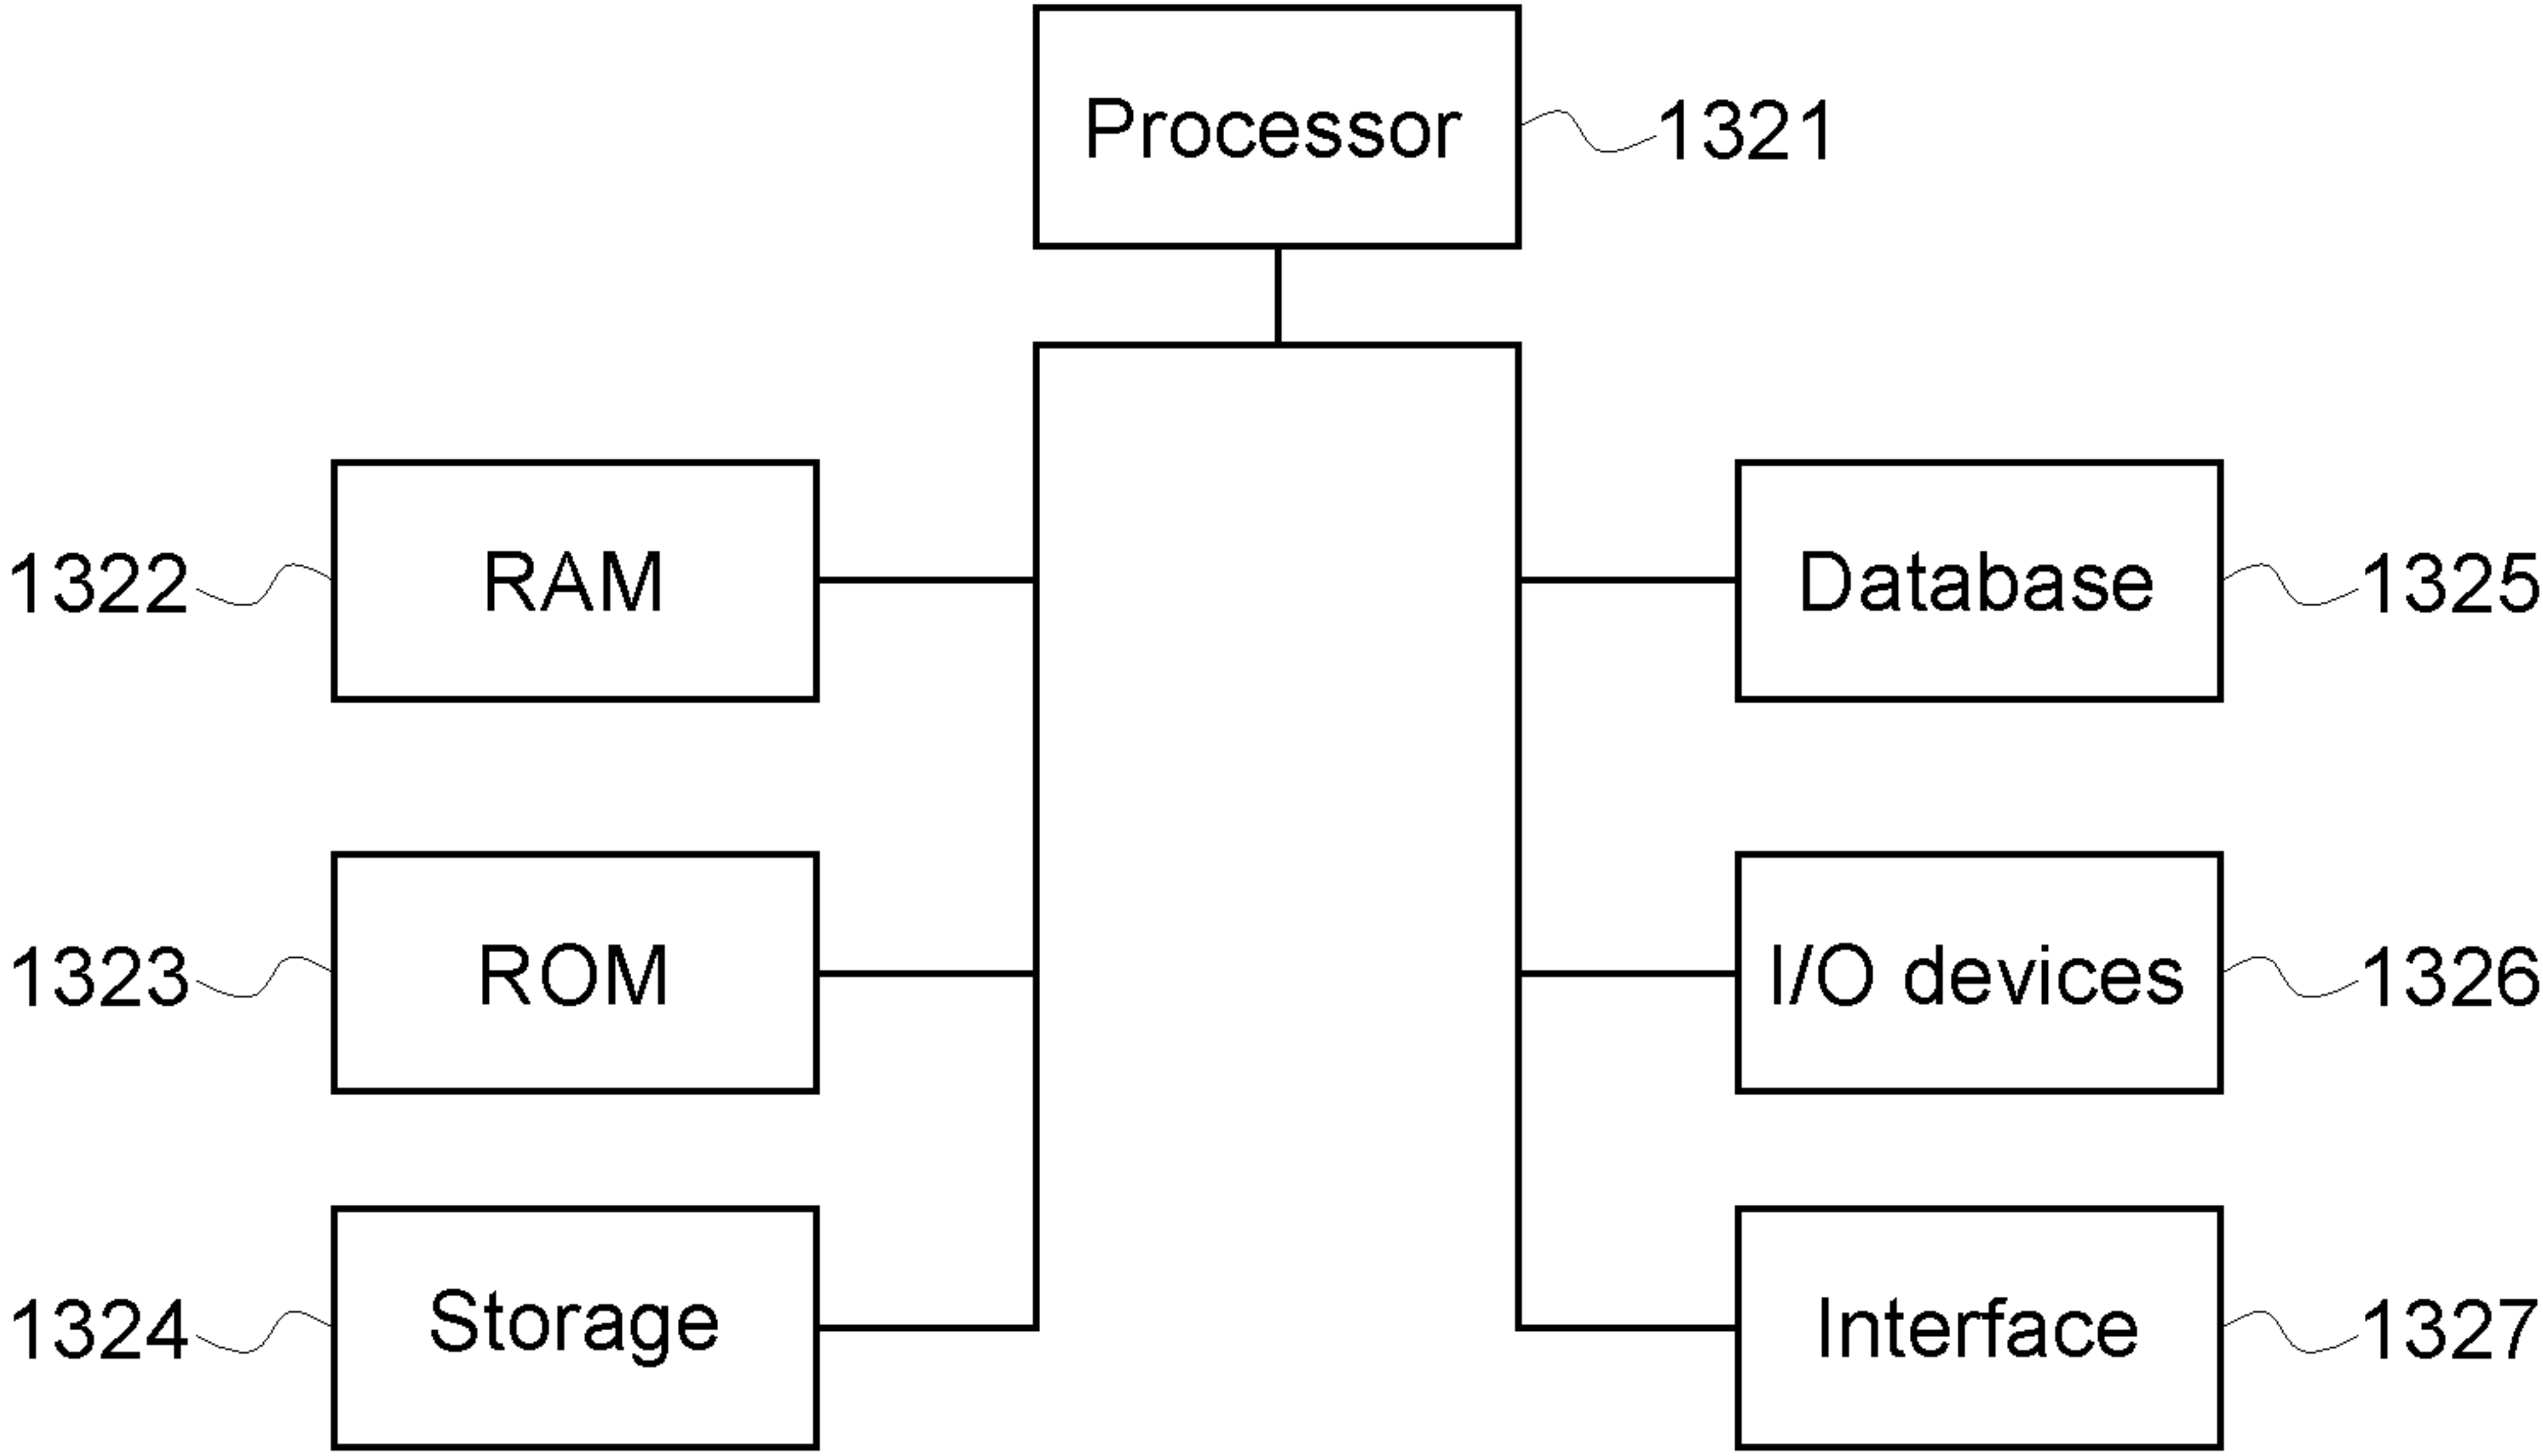 Processor
1321
1322
RAM
Database
1325
1323
ROM
I/O devices
1326
1324
Storage
Interface
1327